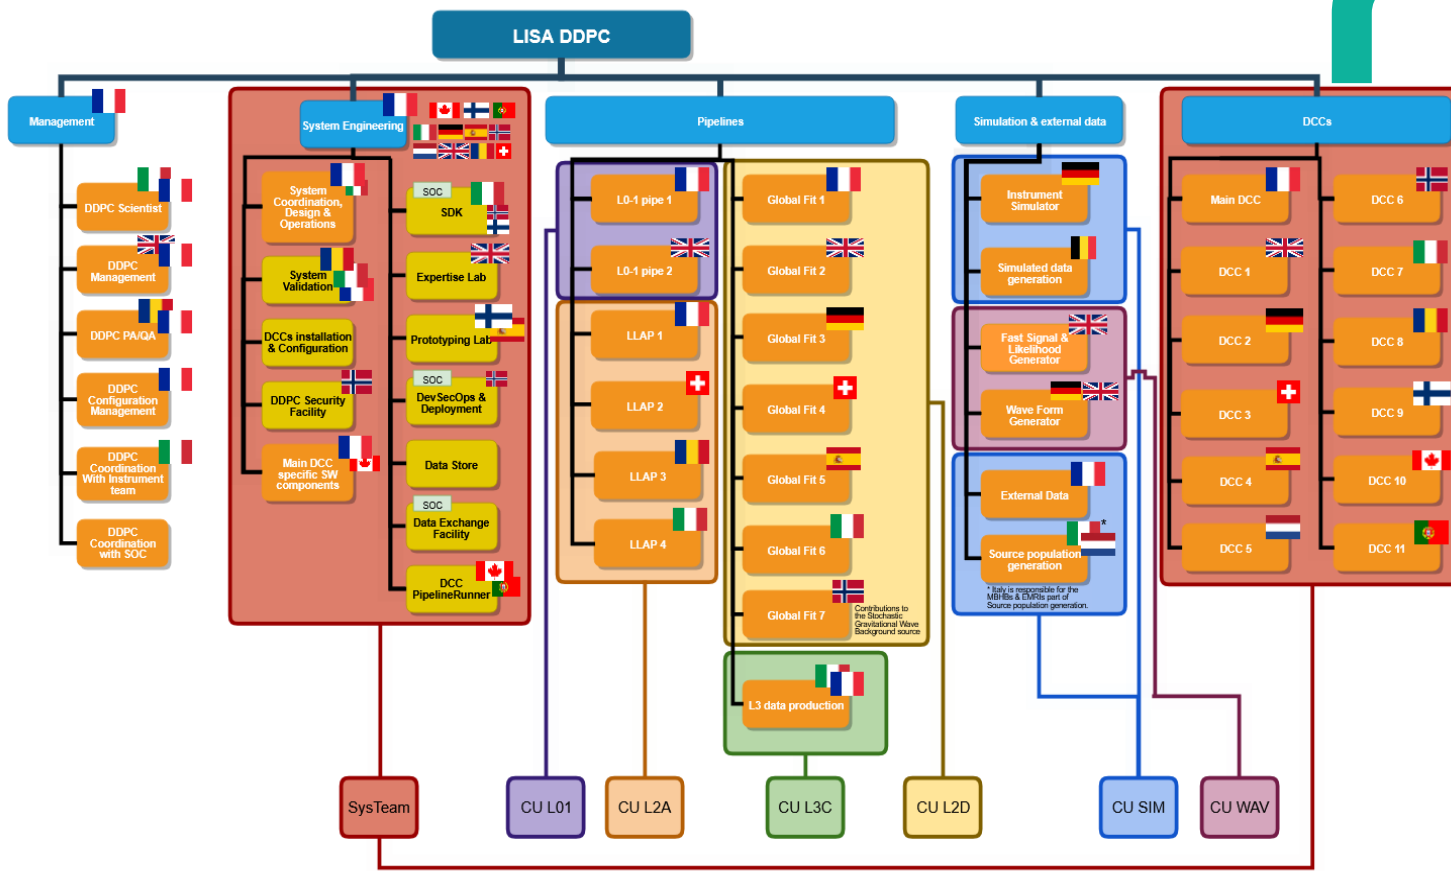 LISA DDPC
Management
DDPC Scientist
DDPC
Management
DDPC PA/QA
DDPC
Configuration
Management
DDPC
Coordination
With Instrument
team
DDPC
Coordination
with SOC
System Engineering
System
Coordination,
Design &
Operations
System
Validation
DCCs installation
& Configuration
DDPC Security
Facility
Main DCC
specific SW
components
SOC
SDK
Expertise Lab
Prototyping Lab
SOC
DevSecOps &
Deployment
Data Store
SOC
Data Exchange
Facility
DCC
PipelineRunner
Pipelines
L0-1 pipe 1
L0-1 pipe 2
LLAP 1
LLAP 2
LLAP 3
LLAP 4
Global Fit 1
Global Fit 2
Global Fit 3
Global Fit 4
Global Fit 5
Global Fit 6
Global Fit 7
Contributions to
the Stochastic
Gravitational Wave
Background source
L3 data production
Simulation & external data
Instrument
Simulator
Simulated data
generation
Fast Signal &
Likelihood
Generator
Wave Form
Generator
External Data
*
Source population
generation
* Italy is responsible for the
MBHBs & EMRIs part of
Source population generation.
DCCs
Main DCC
DCC 1
DCC 2
DCC 3
DCC 4
DCC 5
DCC 6
DCC 7
DCC 8
DCC 9
DCC 10
DCC 11
SysTeam
CU L01
CU L2A
CU L3C
CU L2D
CU SIM
CU WAV